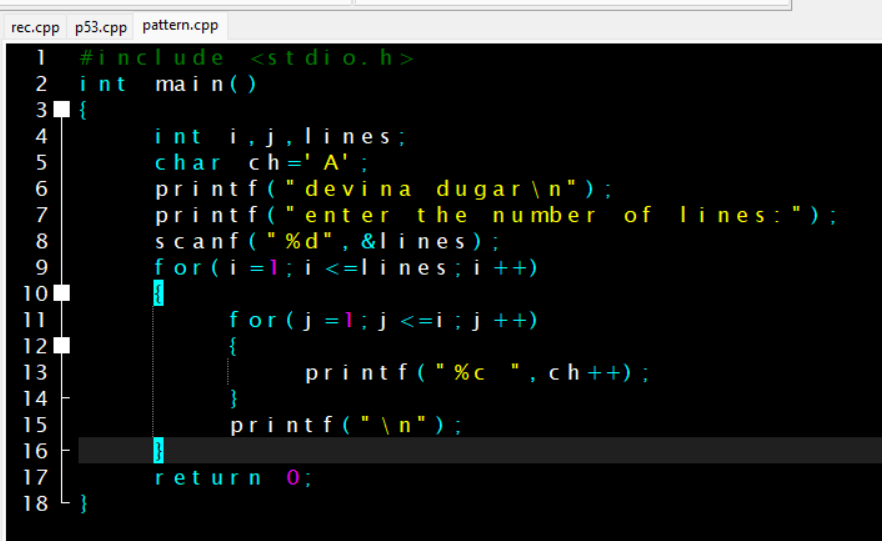 rec.cpp p53.cpp pattern.cpp
1 #include <stdio.h>
2 int main()
3 {
4 int i,j,lines;
5 char ch='A';
6 printf("devina dugar\n");
7 printf("enter the number of lines:");
8 scanf("%d",&lines);
9 for(i=1;i<=lines;i++)
10 {
11 for(j=1;j<=i;j++)
12 {
13 printf("%c ",ch++);
14 }
15 printf("\n");
16 }
17 return 0;
18 }